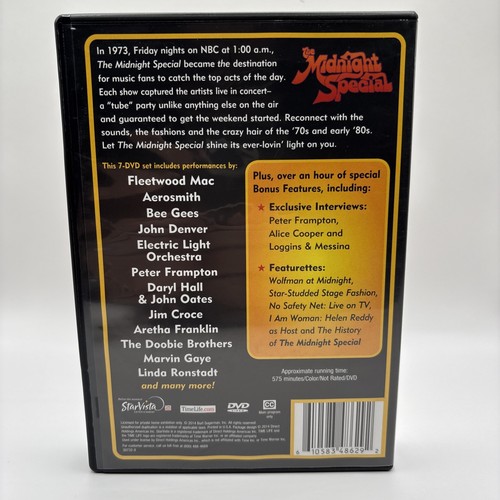 In 1973, Friday nights on NBC at 1:00 a.m.,
The Midnight Special became the destination
for music fans to catch the top acts of the day.
Each show captured the artists live in concert–
a "tube" party unlike anything else on the air
and guaranteed to get the weekend started. Reconnect with the
sounds, the fashions and the crazy hair of the '70s and early '80s.
Let The Midnight Special shine its ever-lovin' light on you.
the
Midnight
Special
This 7-DVD set includes performances by:
Fleetwood Mac
Aerosmith
Bee Gees
John Denver
Electric Light
Orchestra
Peter Frampton
Daryl Hall
& John Oates
Jim Croce
Aretha Franklin
The Doobie Brothers
Marvin Gaye
Linda Ronstadt
and many more!
Plus, over an hour of special
Bonus Features, including:
★ Exclusive Interviews:
Peter Frampton,
Alice Cooper and
Loggins & Messina
★ Featurettes:
Wolfman at Midnight,
Star-Studded Stage Fashion,
No Safety Net: Live on TV,
I Am Woman: Helen Reddy
as Host and The History
of The Midnight Special
Approximate running time:
575 minutes/Color/Not Rated/DVD
StarVista
TimeLife.com
DVD
CC
Main program
only
6 10583 48629 2